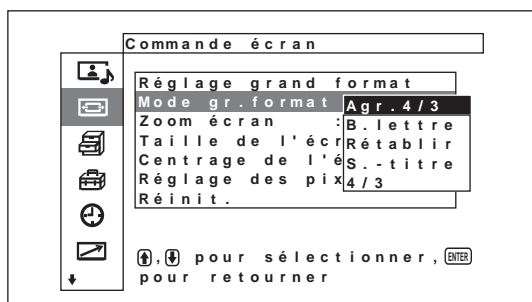 Commande écran
Réglage grand format
Mode gr.format Agr.4/3
Zoom écran : B.lettre
Taille de l'écr Rétablir
Centrage de l'é S.-titre
Réglage des pix 4/3
Réinit.
↑,↓ pour sélectionner, ENTER
pour retourner